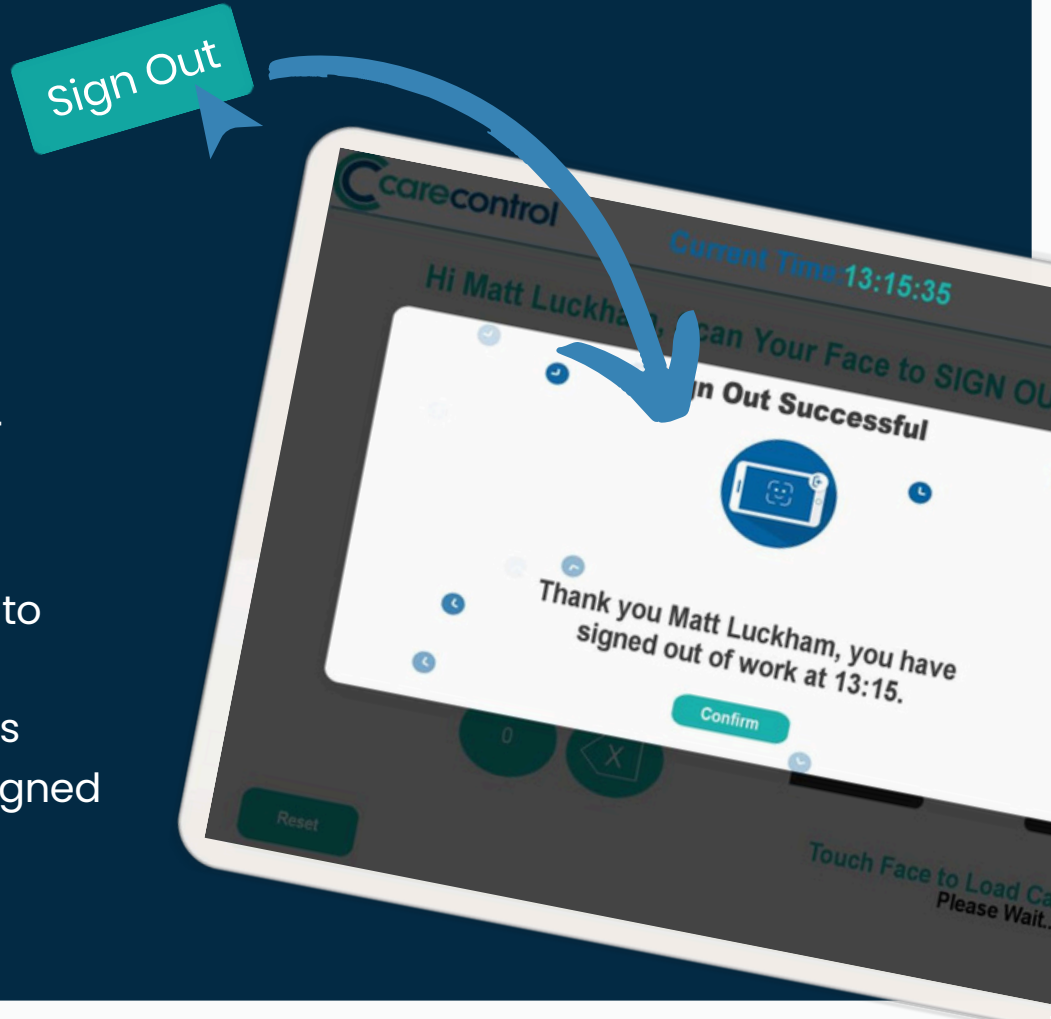 Sign Out
carecontrol
Current Time:13:15:35
Hi Matt Luckham, Scan Your Face to SIGN OU
n Out Successful
Thank you Matt Luckham, you have
signed out of work at 13:15.
Confirm
0
X
Reset
Touch Face to Load Ca
Please Wait..
to
s
gned